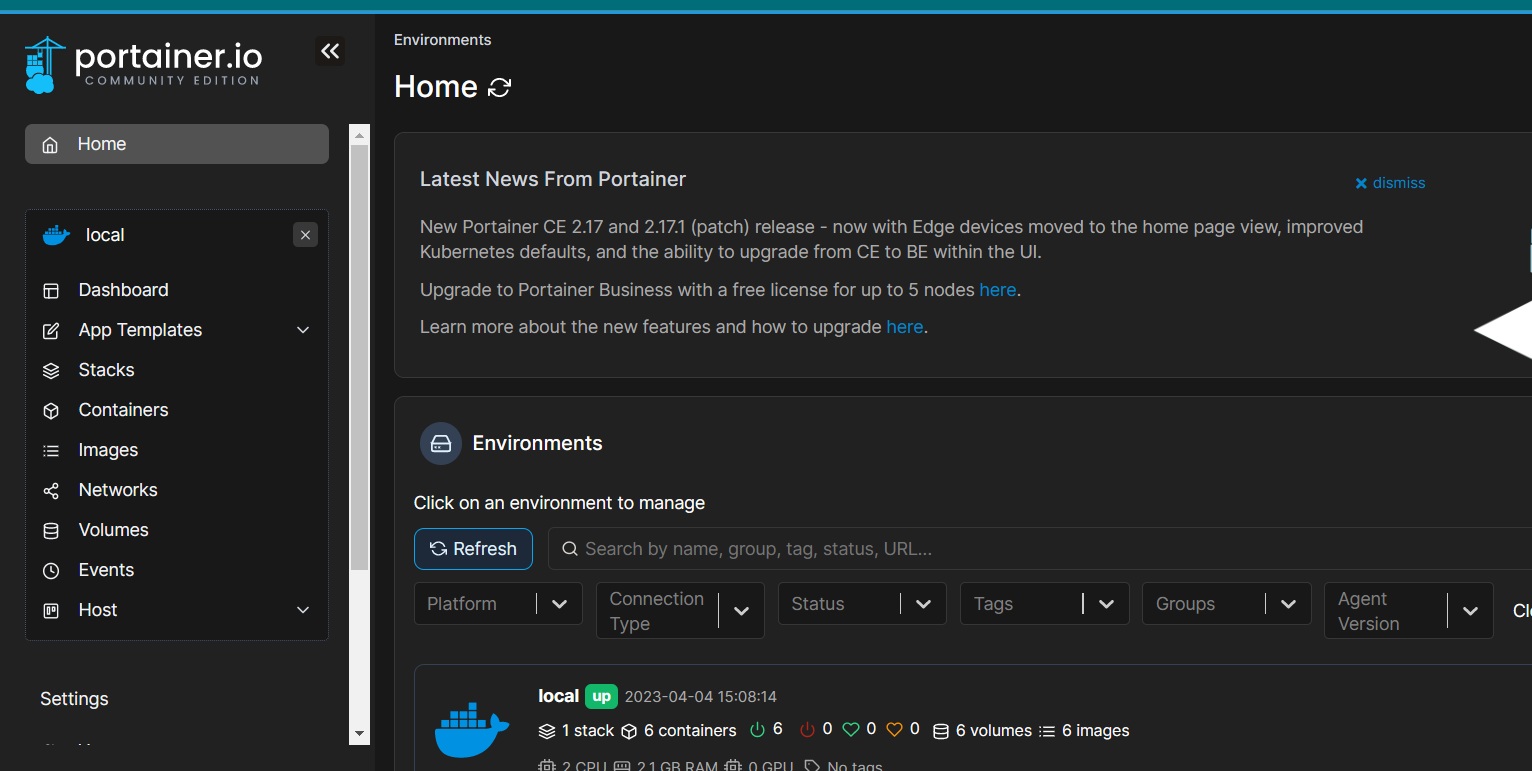 portainer.io
COMMUNITY EDITION
Home
local
Dashboard
App Templates
Stacks
Containers
Images
Networks
Volumes
Events
Host
Settings
Environments
Home
Latest News From Portainer
dismiss
New Portainer CE 2.17 and 2.17.1 (patch) release - now with Edge devices moved to the home page view, improved
Kubernetes defaults, and the ability to upgrade from CE to BE within the UI.
Upgrade to Portainer Business with a free license for up to 5 nodes here.
Learn more about the new features and how to upgrade here.
Environments
Click on an environment to manage
Refresh
Search by name, group, tag, status, URL...
Platform
Connection
Type
Status
Tags
Groups
Agent
Version
local up 2023-04-04 15:08:14
1 stack 6 containers 6 0 0 0 6 volumes 6 images
2 CPU 2.1 GB RAM 0 GPU No tags